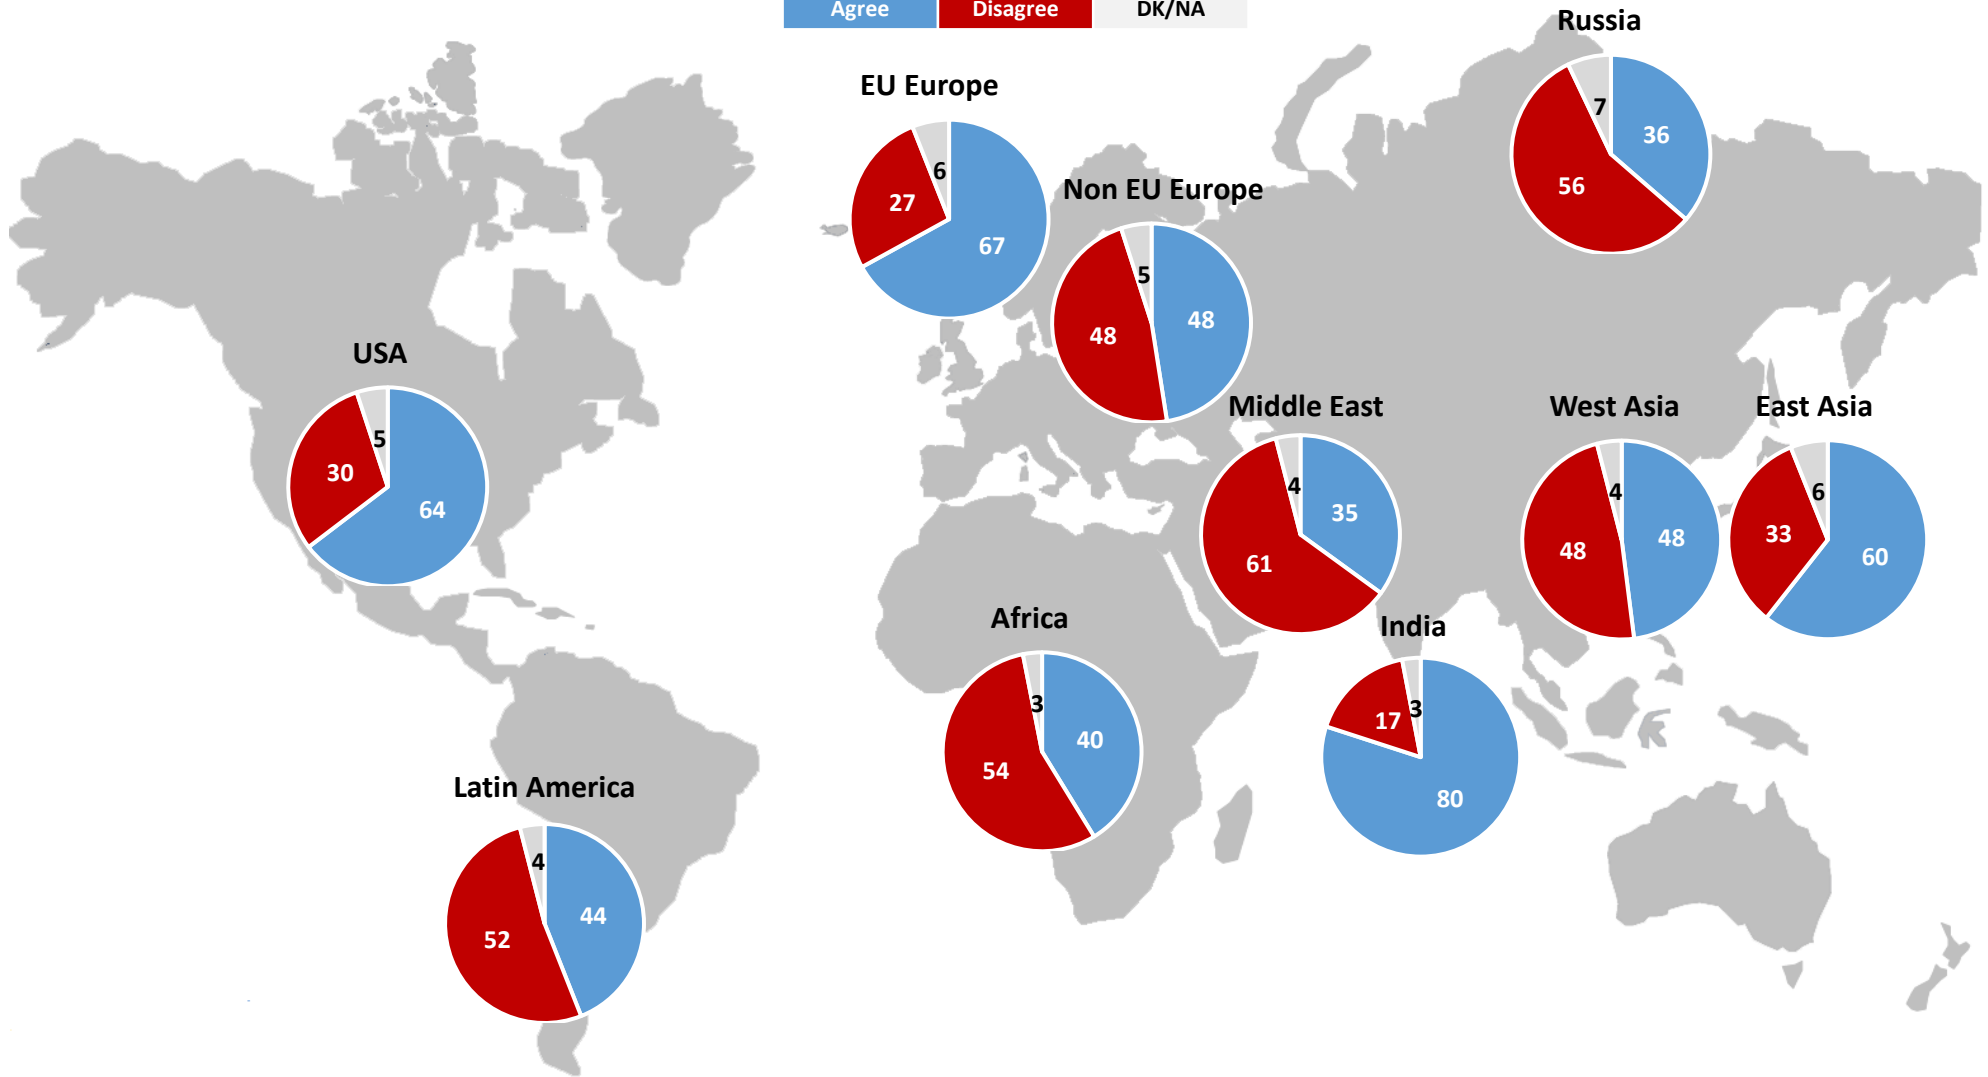 Agree Disagree DK/NA
Russia
7
36
56
EU Europe
6
27
67
Non EU Europe
5
48
48
USA
5
30
64
Middle East
4
35
61
West Asia
4
48
48
East Asia
6
33
60
Africa
3
40
54
India
3
17
80
Latin America
4
44
52